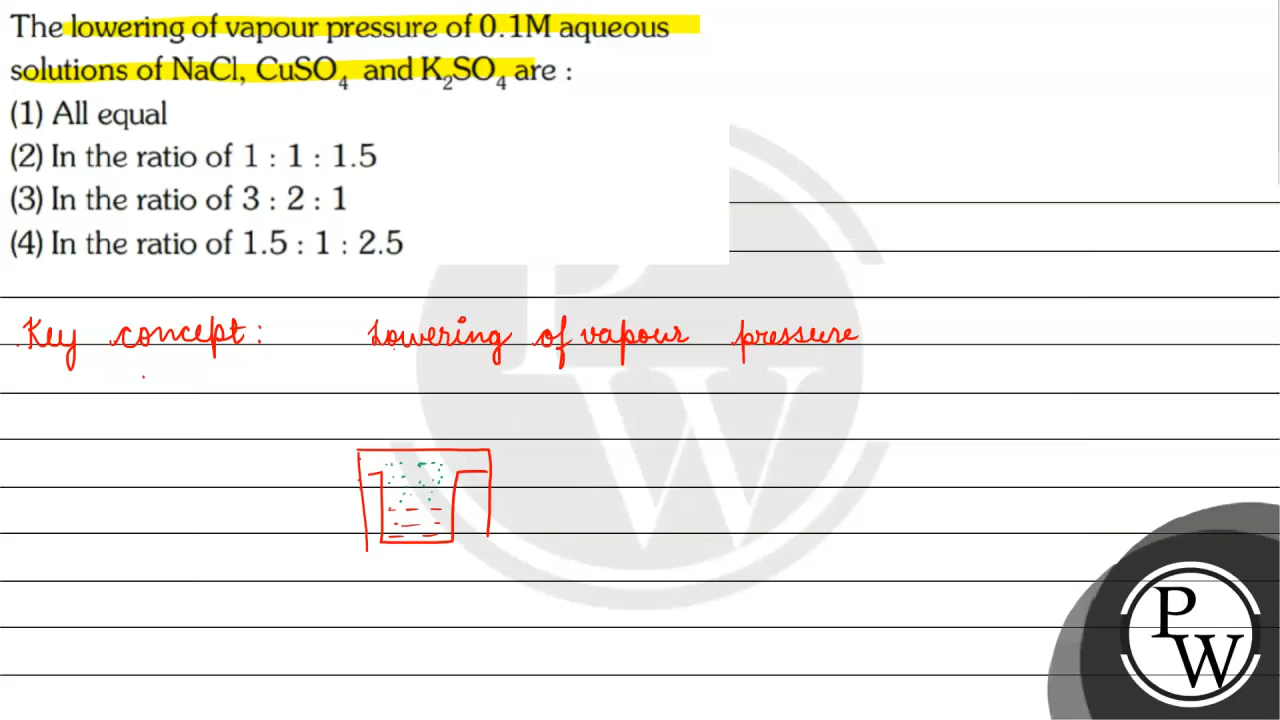 The lowering of vapour pressure of 0.1M aqueous
solutions of NaCl, CuSO₄ and K₂SO₄ are :
(1) All equal
(2) In the ratio of 1 : 1 : 1.5
(3) In the ratio of 3 : 2 : 1
(4) In the ratio of 1.5 : 1 : 2.5
Key concept: Lowering of vapour pressure
P
W